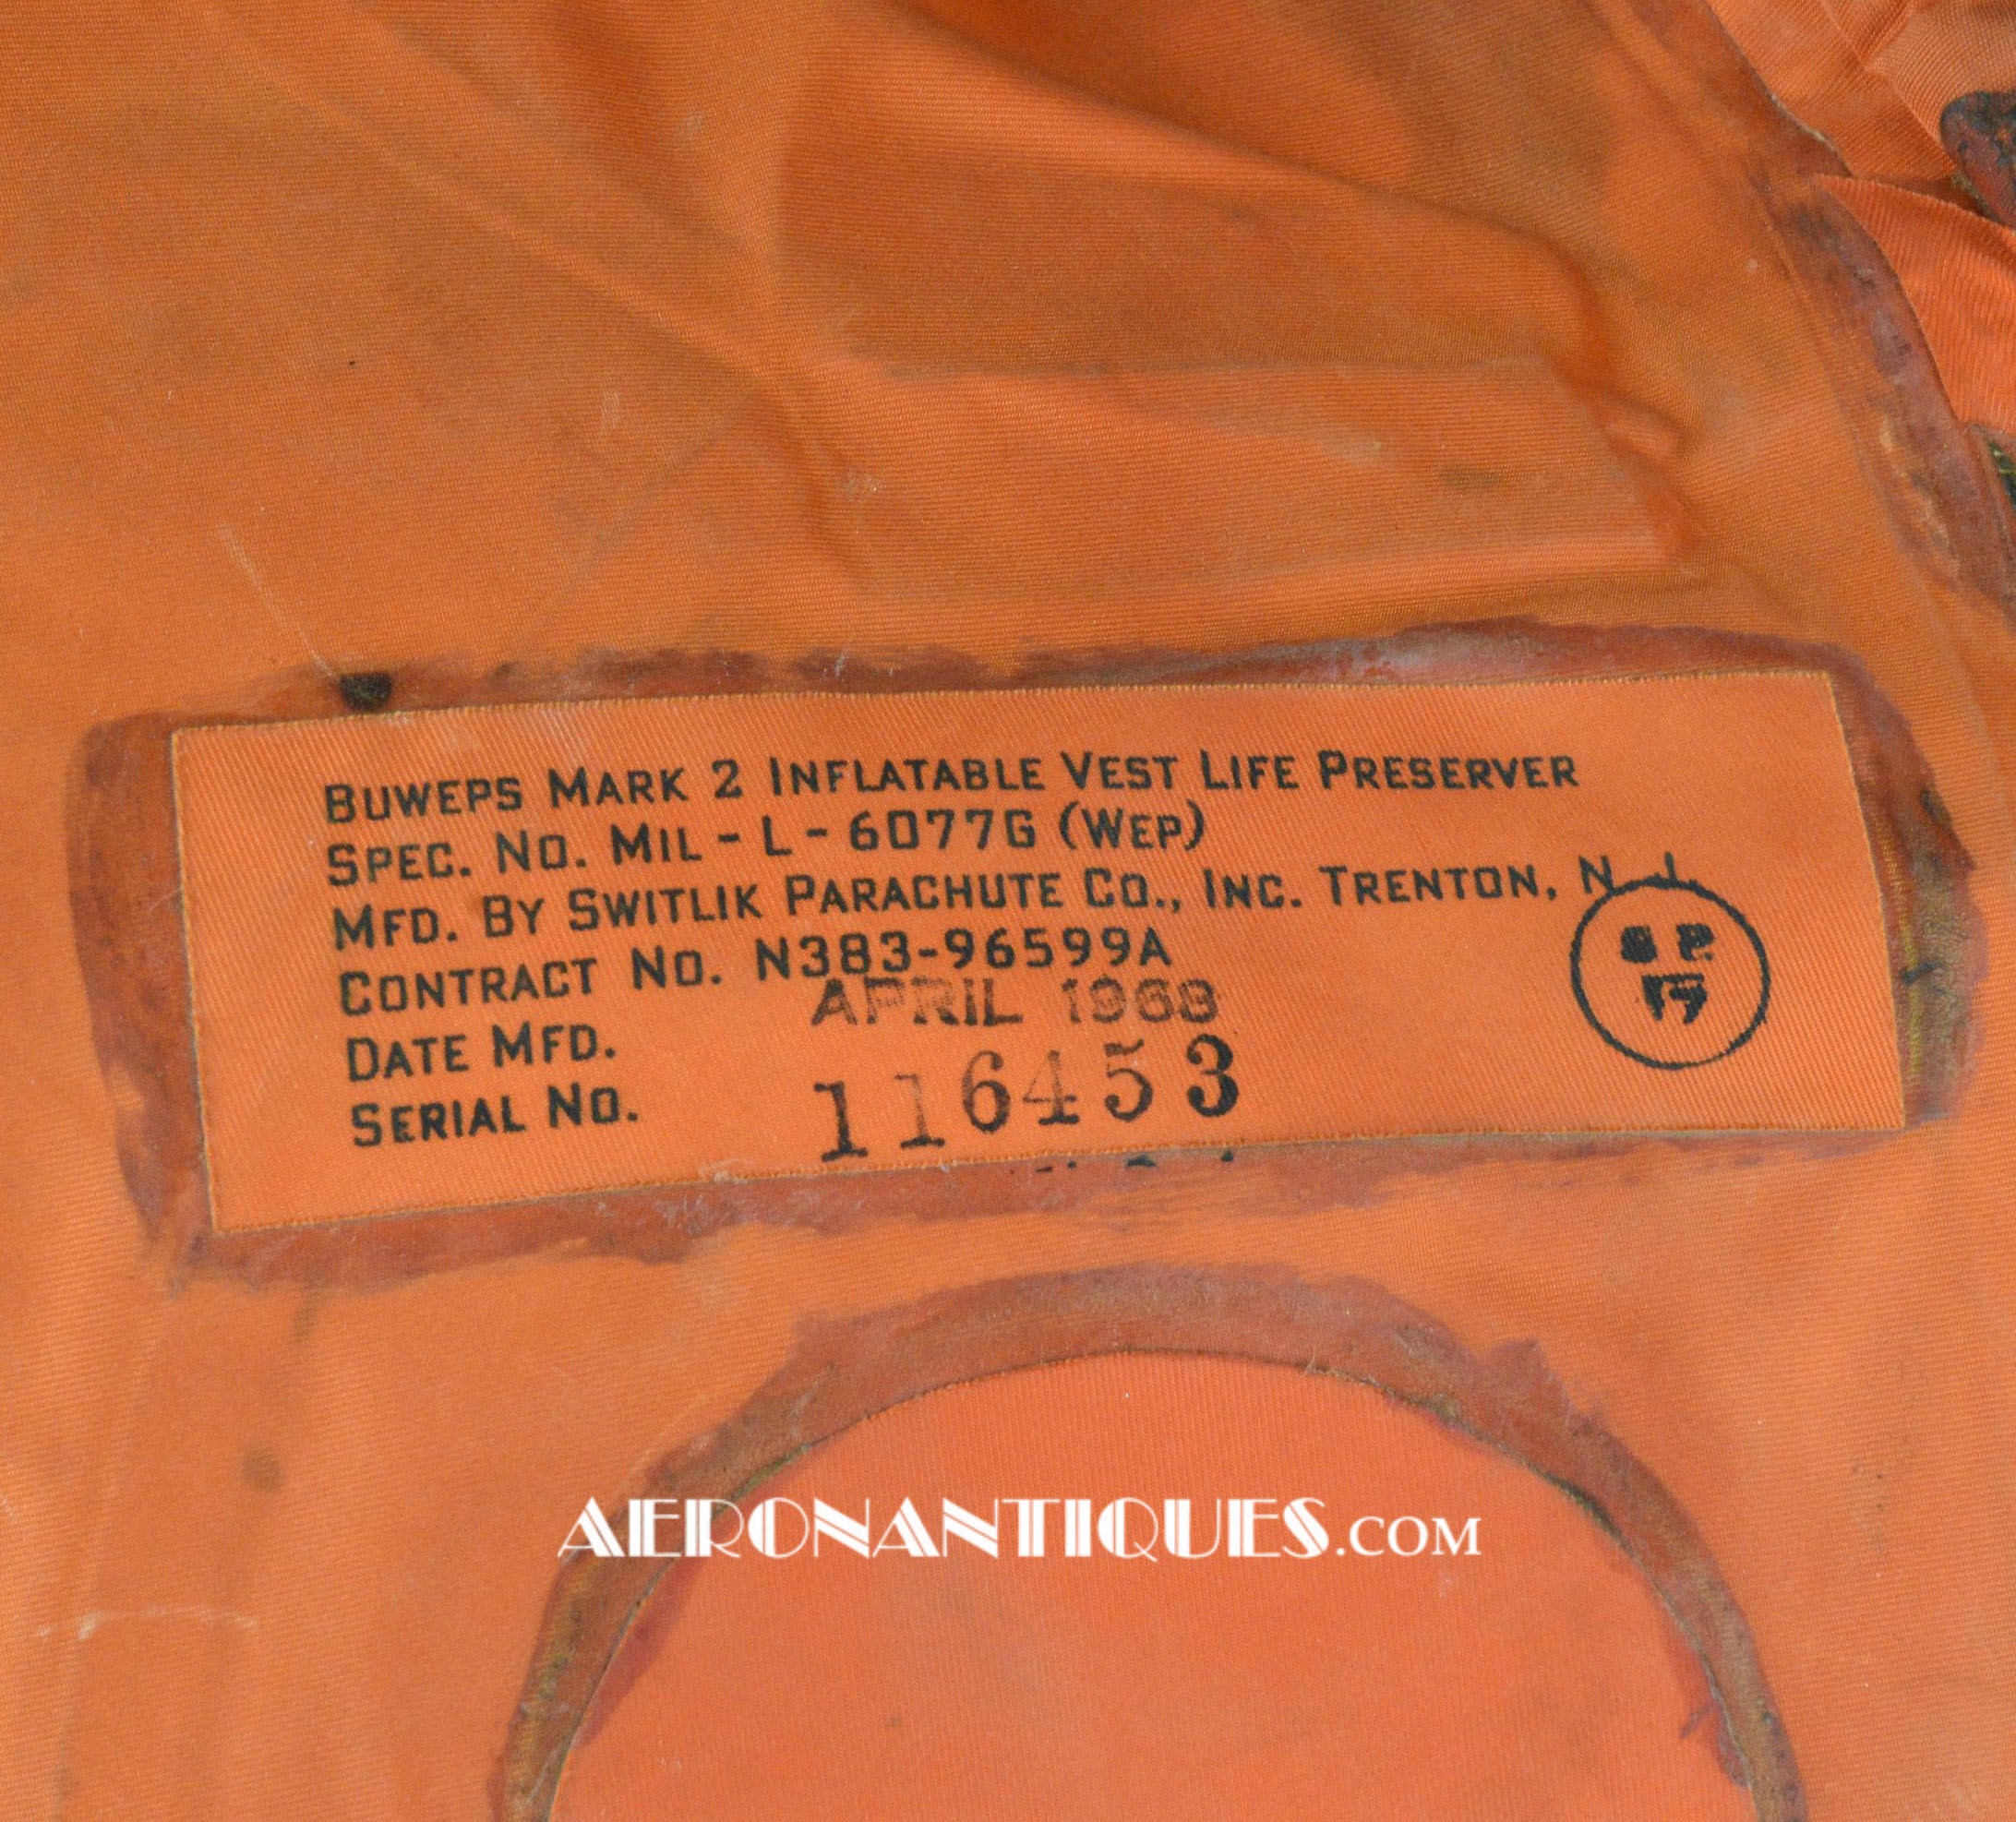 BUWEPS MARK 2 INFLATABLE VEST LIFE PRESERVER
SPEC. NO. MIL - L - 6077G (WEP)
MFD. BY SWITLIK PARACHUTE CO., INC. TRENTON, N. J.
CONTRACT NO. N383-96599A
DATE MFD. APRIL
SERIAL NO. 116453
AERONANTIQUES.COM